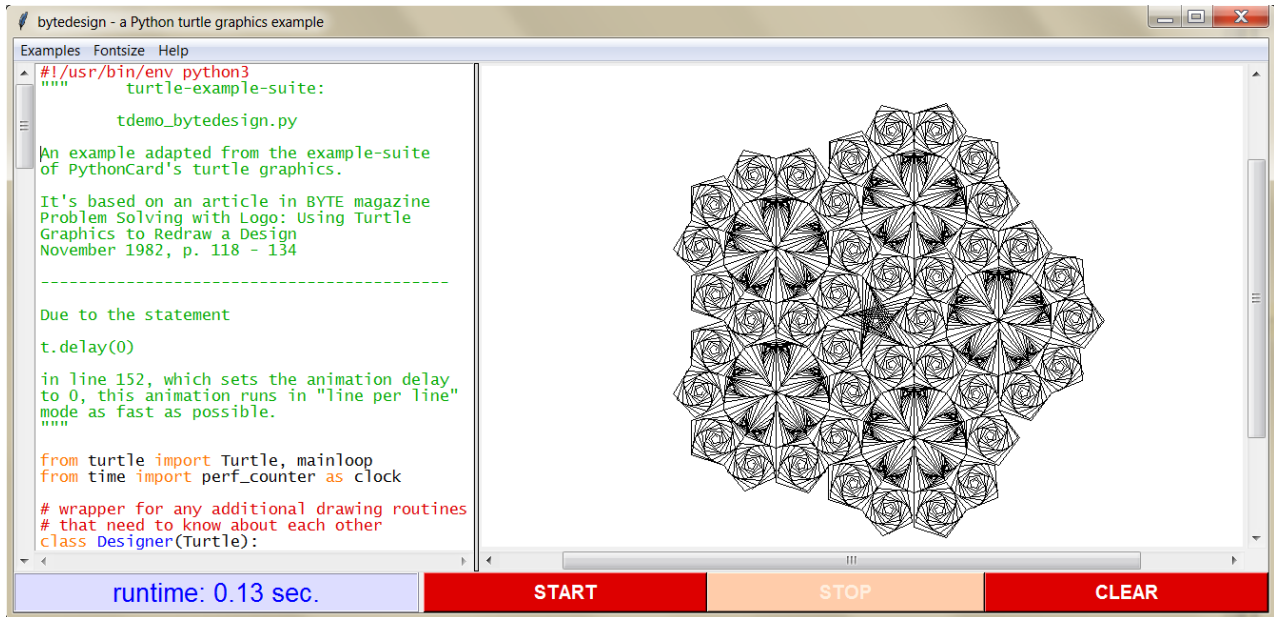 bytedesign - a Python turtle graphics example
Examples Fontsize Help
#!/usr/bin/env python3
"""      turtle-example-suite:
tdemo_bytedesign.py
An example adapted from the example-suite
of PythonCard's turtle graphics.
It's based on an article in BYTE magazine
Problem Solving with Logo: Using Turtle
Graphics to Redraw a Design
November 1982, p. 118 - 134
-------------------------------------------
Due to the statement
t.delay(0)
in line 152, which sets the animation delay
to 0, this animation runs in "line per line"
mode as fast as possible.
"""
from turtle import Turtle, mainloop
from time import perf_counter as clock
# wrapper for any additional drawing routines
# that need to know about each other
class Designer(Turtle):
runtime: 0.13 sec.
START
STOP
CLEAR